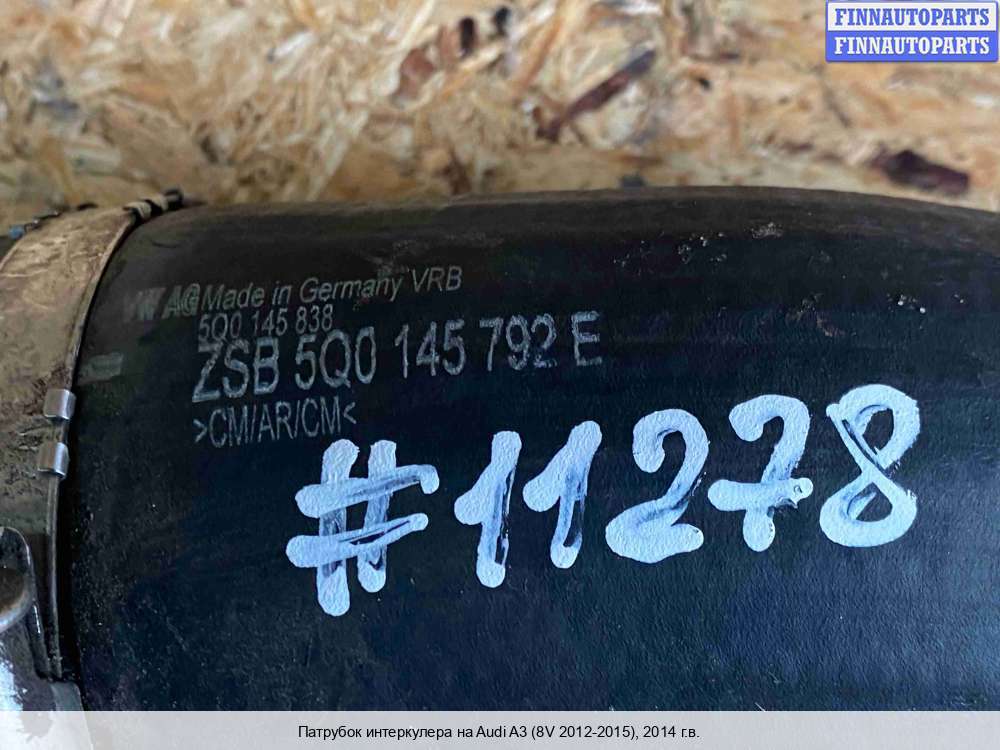 FINNAUTOPARTS
FINNAUTOPARTS
VW AG Made in Germany VRB
5Q0 145 838
ZSB 5Q0 145 792 E
>CM/AR/CM<
#11278
Патрубок интеркулера на Audi A3 (8V 2012-2015), 2014 г.в.